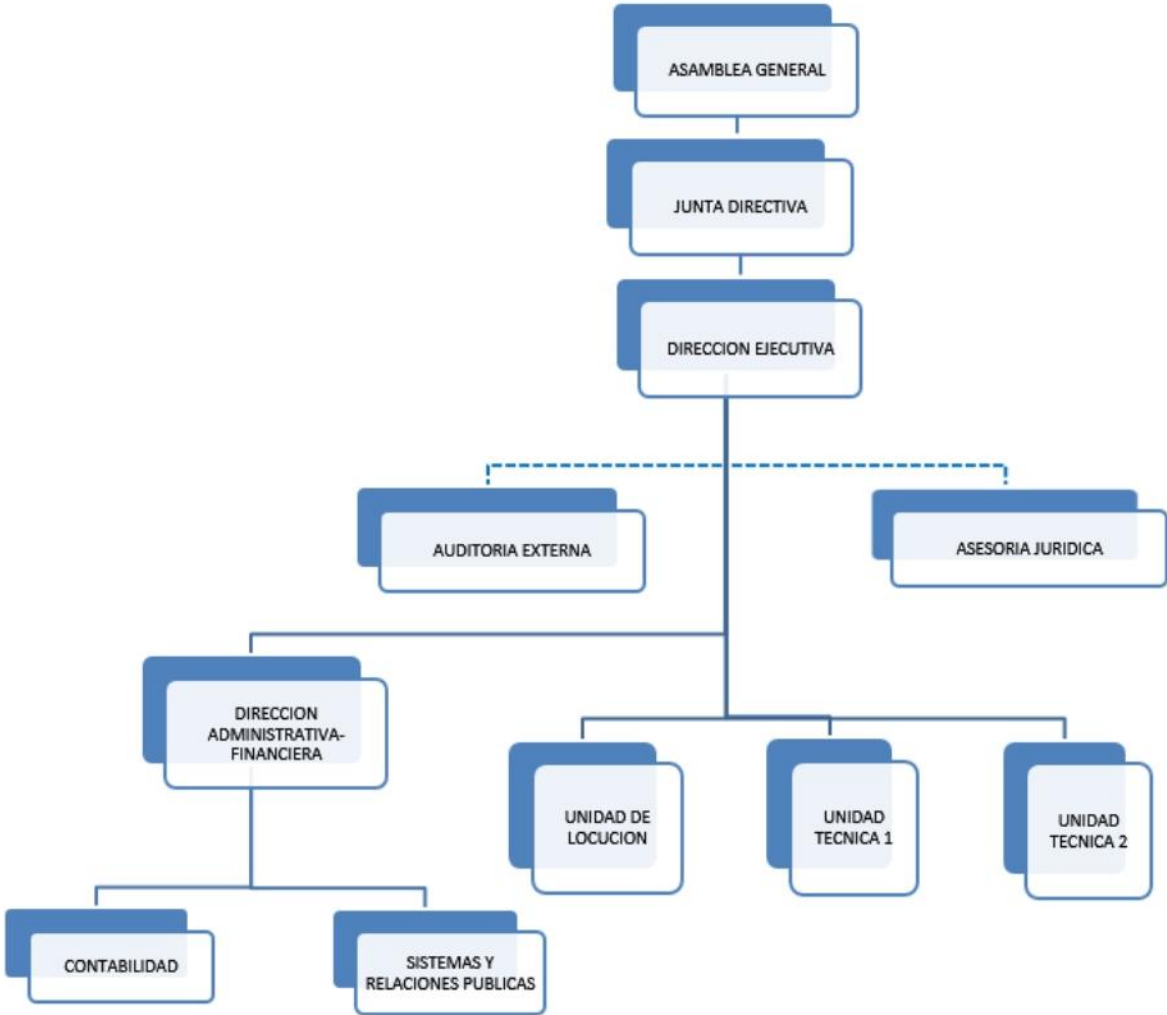 ASAMBLEA GENERAL
JUNTA DIRECTIVA
DIRECCION EJECUTIVA
AUDITORIA EXTERNA
ASESORIA JURIDICA
DIRECCION
ADMINISTRATIVA-
FINANCIERA
UNIDAD DE
LOCUCION
UNIDAD
TECNICA 1
UNIDAD
TECNICA 2
CONTABILIDAD
SISTEMAS Y
RELACIONES PUBLICAS